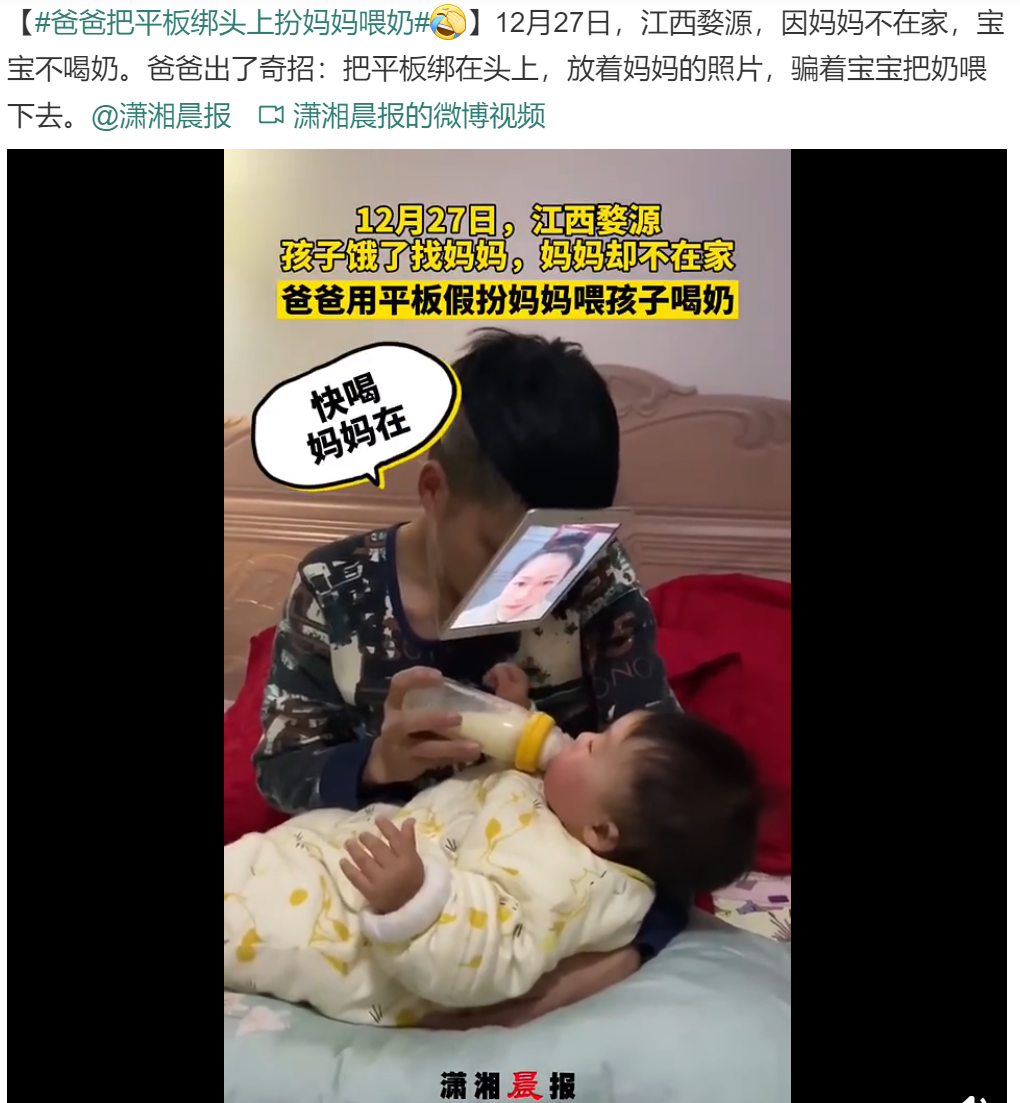 【#爸爸把平板绑头上扮妈妈喂奶#】12月27日，江西婺源，因妈妈不在家，宝
宝不喝奶。爸爸出了奇招：把平板绑在头上，放着妈妈的照片，骗着宝宝把奶喂
下去。@潇湘晨报 潇湘晨报的微博视频
12月27日，江西婺源
孩子饿了找妈妈，妈妈却不在家
爸爸用平板假扮妈妈喂孩子喝奶
快喝
妈妈在
潇湘晨报